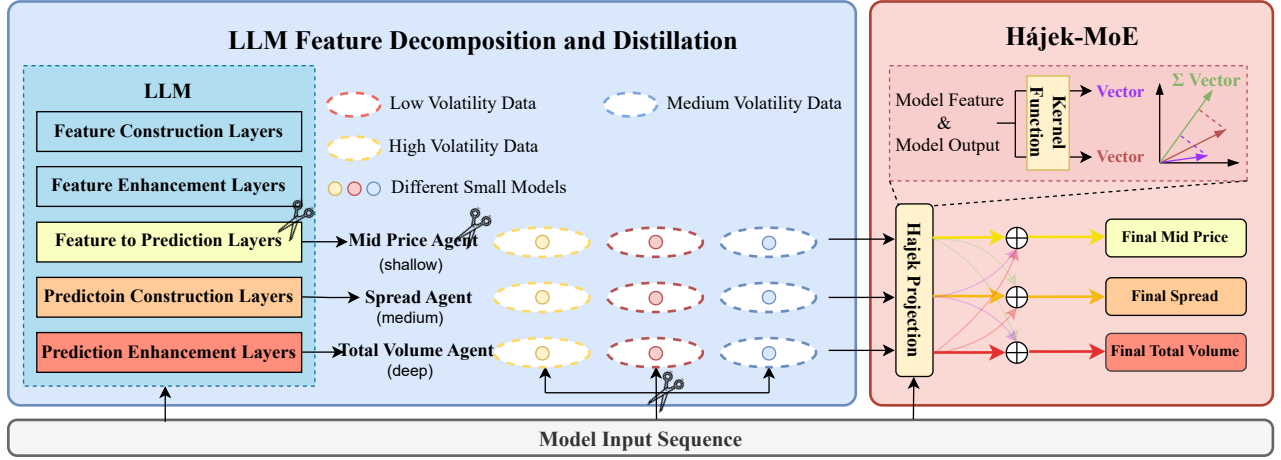 LLM Feature Decomposition and Distillation
LLM
Feature Construction Layers
Feature Enhancement Layers
Feature to Prediction Layers
Predictoin Construction Layers
Prediction Enhancement Layers
Low Volatility Data
Medium Volatility Data
High Volatility Data
Different Small Models
Mid Price Agent
(shallow)
Spread Agent
(medium)
Total Volume Agent
(deep)
Hájek-MoE
Model Feature
&
Model Output
Kernel
Function
Vector
Vector
Σ Vector
Hajek Projection
Final Mid Price
Final Spread
Final Total Volume
Model Input Sequence